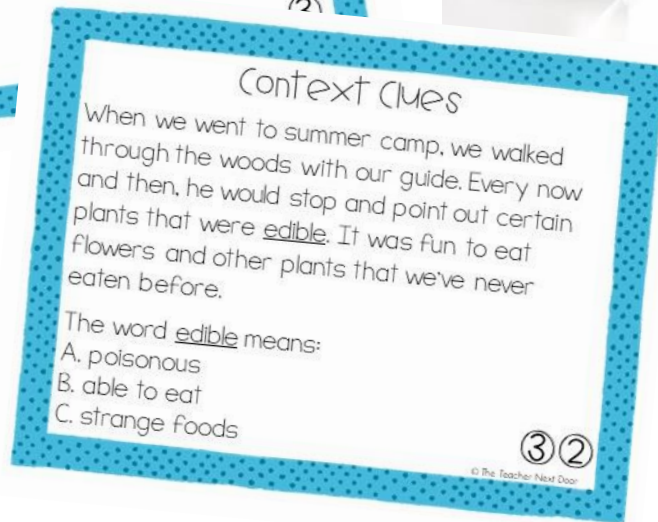 (2)
Context Clues
When we went to summer camp, we walked
through the woods with our guide. Every now
and then, he would stop and point out certain
plants that were edible. It was fun to eat
flowers and other plants that we've never
eaten before.
The word edible means:
A. poisonous
B. able to eat
C. strange foods
3 2
© The Teacher Next Door